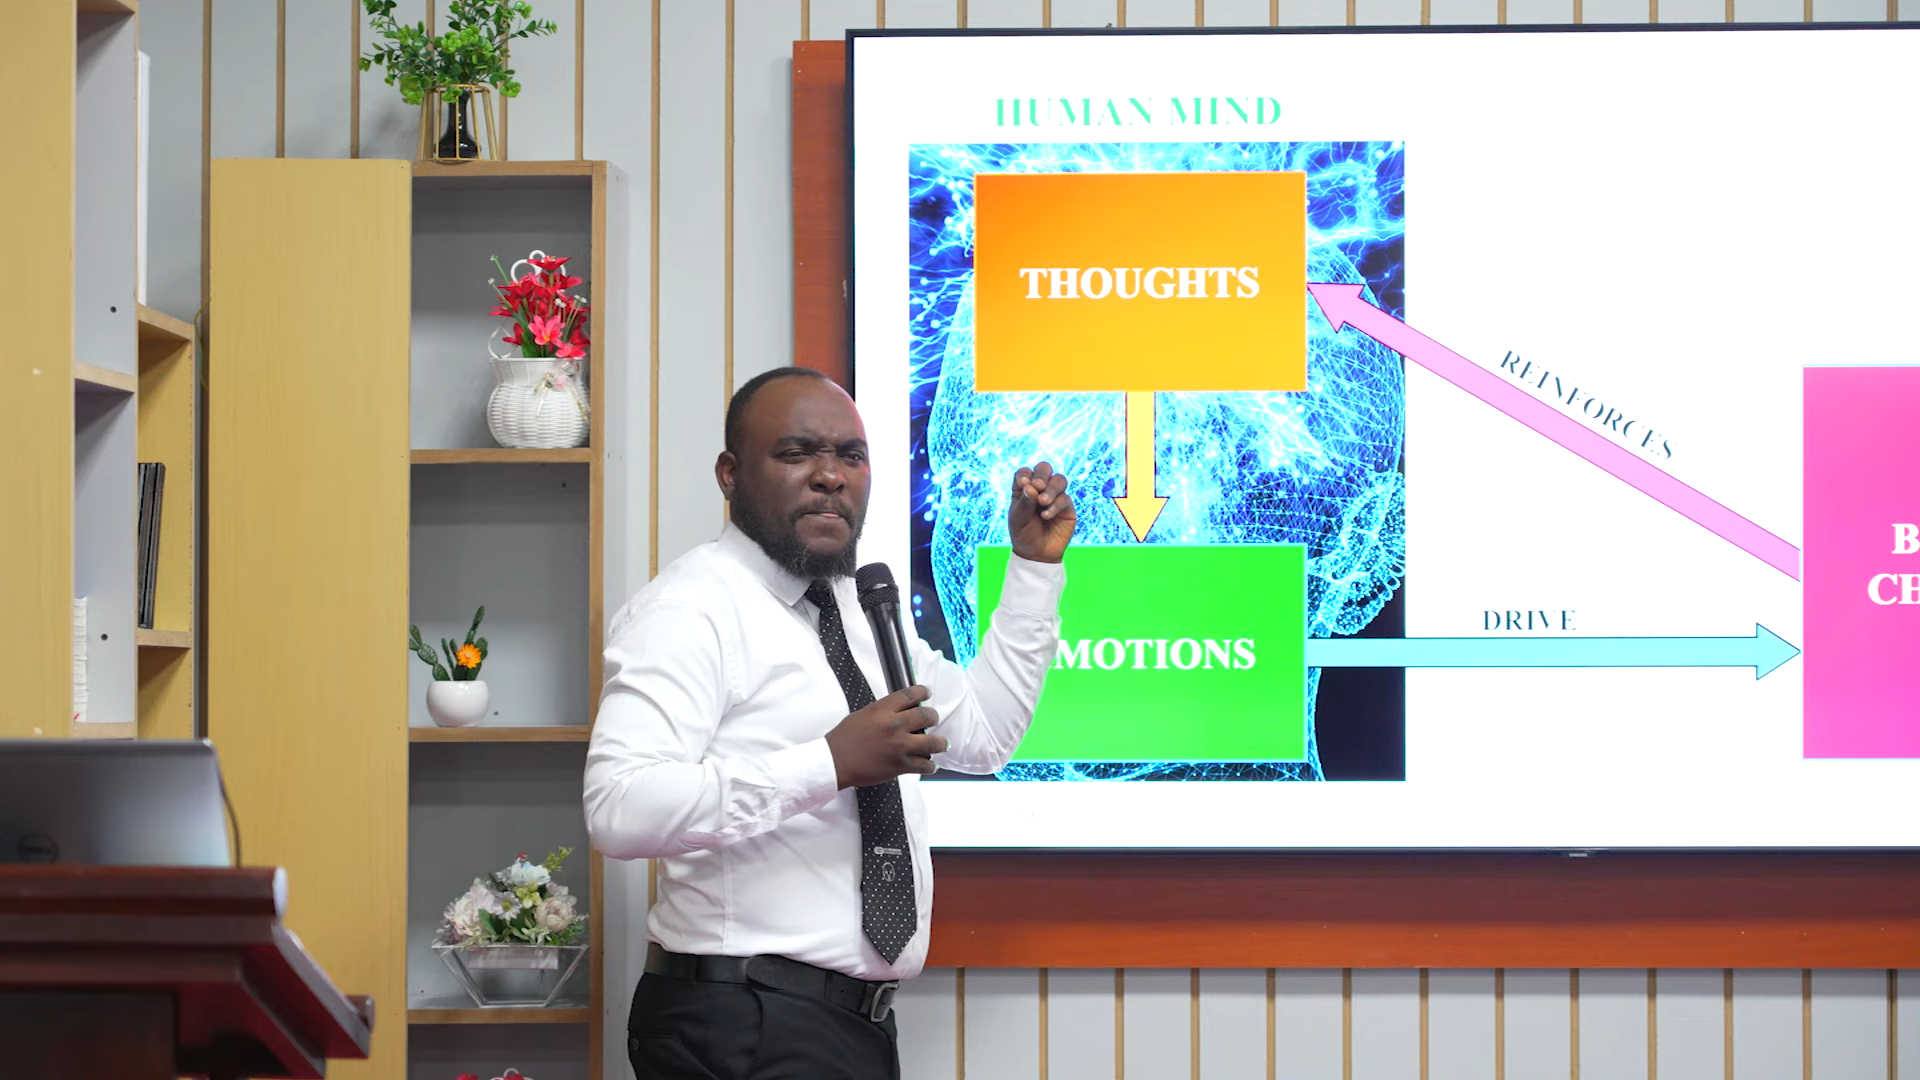 HUMAN MIND
THOUGHTS
REINFORCES
B
CH
DRIVE
MOTIONS